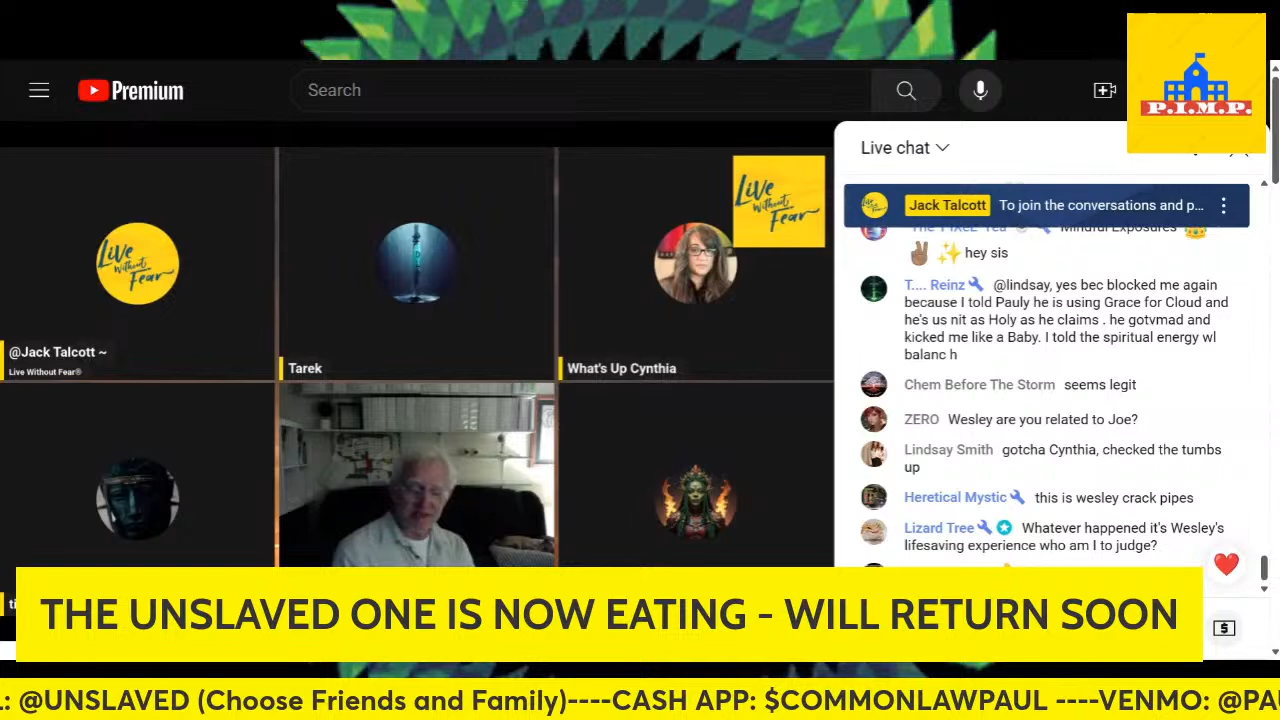 Premium
Search
P.I.M.P.
Live chat
Live Without Fear
Jack Talcott To join the conversations and p...
The PixeL Tea Mindful Exposures
hey sis
T.... Reinz @lindsay, yes bec blocked me again
because I told Pauly he is using Grace for Cloud and
he's us nit as Holy as he claims . he gotvmad and
kicked me like a Baby. I told the spiritual energy wl
balanc h
Chem Before The Storm seems legit
ZERO Wesley are you related to Joe?
Lindsay Smith gotcha Cynthia, checked the tumbs
up
Heretical Mystic this is wesley crack pipes
Lizard Tree Whatever happened it's Wesley's
lifesaving experience who am I to judge?
Live Without Fear
@Jack Talcott ~
Live Without Fear®
Tarek
What's Up Cynthia
THE UNSLAVED ONE IS NOW EATING - WILL RETURN SOON
: @UNSLAVED (Choose Friends and Family)----CASH APP: $COMMONLAWPAUL ----VENMO: @PA